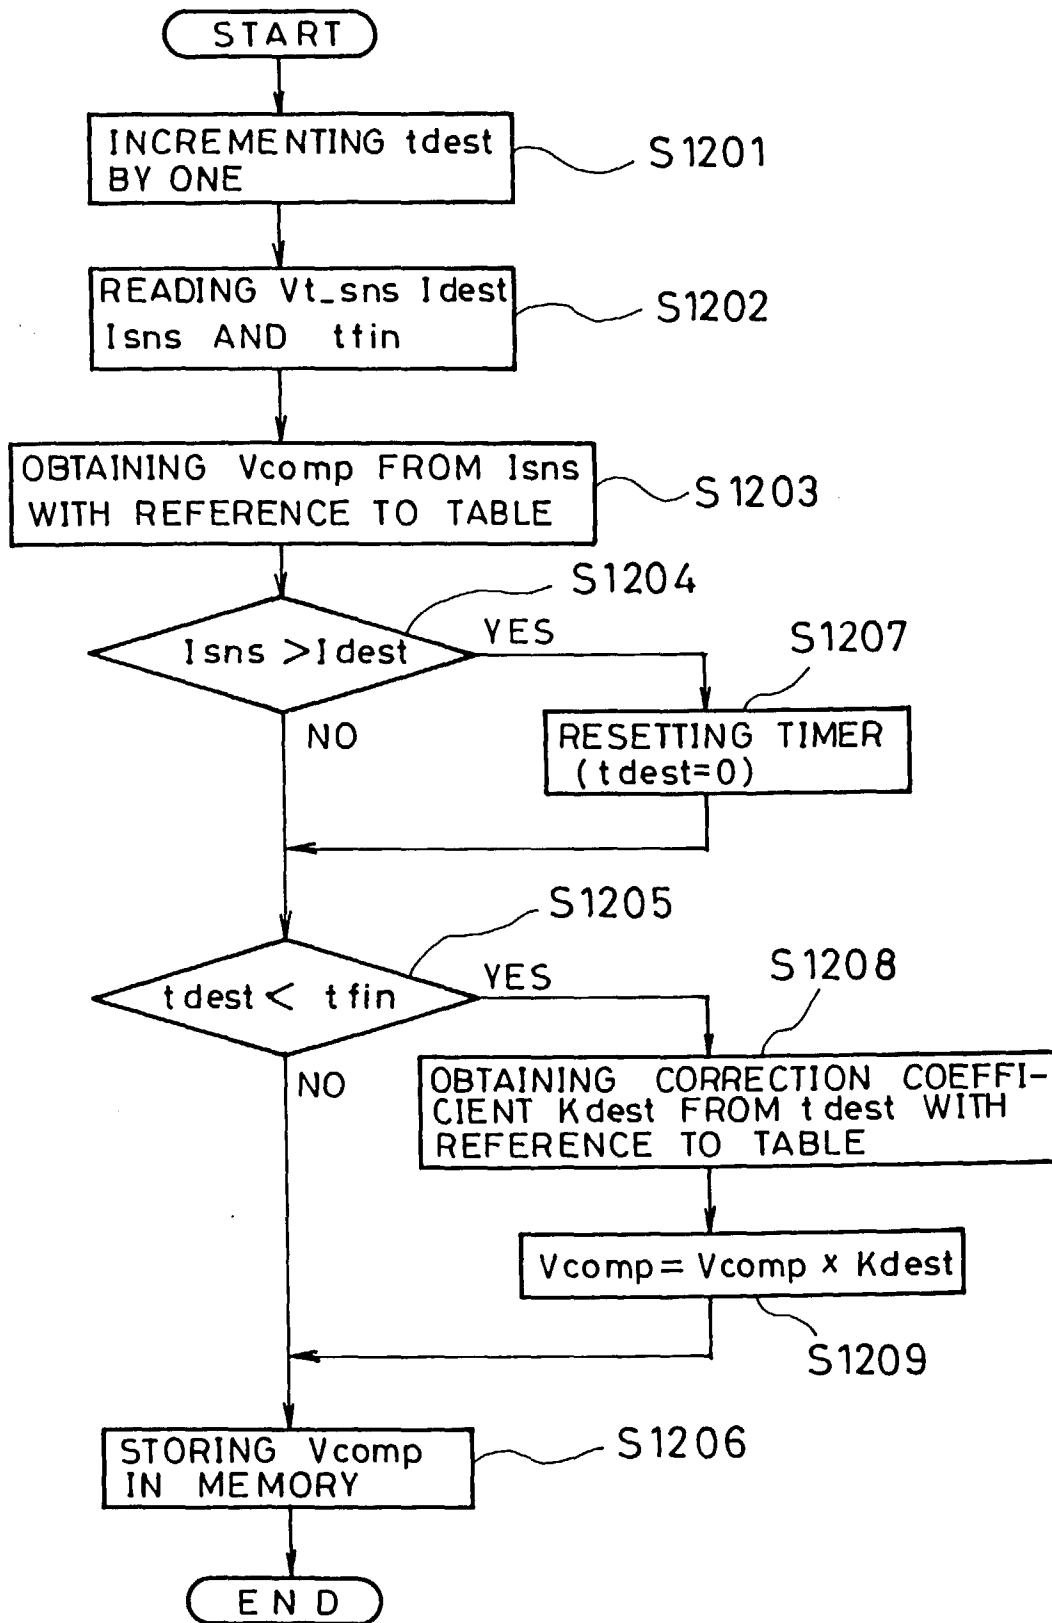 START
INCREMENTING tdest
BY ONE
S1201
READING Vt_sns Idest
Isns AND tfin
S1202
OBTAINING Vcomp FROM Isns
WITH REFERENCE TO TABLE
S1203
S1204
Isns > Idest
YES
NO
S1207
RESETTING TIMER
(tdest=0)
S1205
tdest < tfin
YES
NO
S1208
OBTAINING CORRECTION COEFFI-
CIENT Kdest FROM tdest WITH
REFERENCE TO TABLE
Vcomp = Vcomp x Kdest
S1209
STORING Vcomp
IN MEMORY
S1206
END